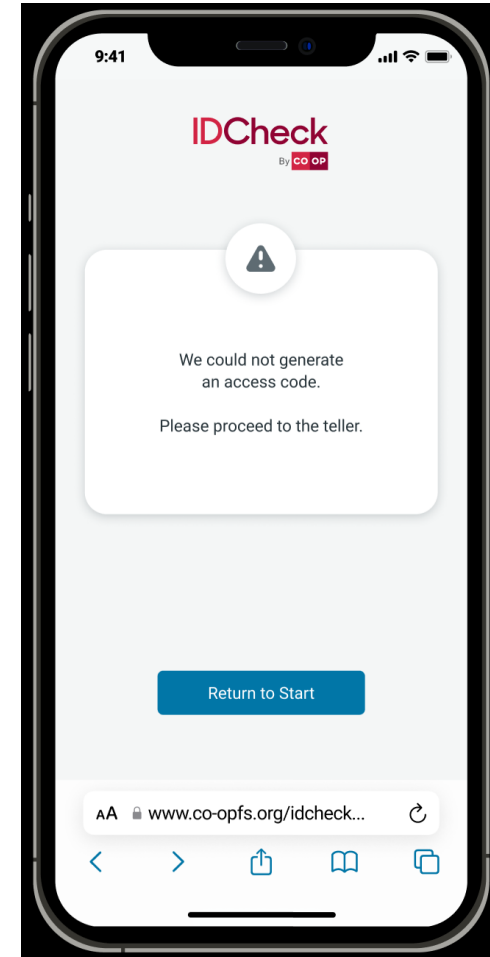 9:41
IDCheck
By CO OP
We could not generate
an access code.
Please proceed to the teller.
Return to Start
AA www.co-opfs.org/idcheck...